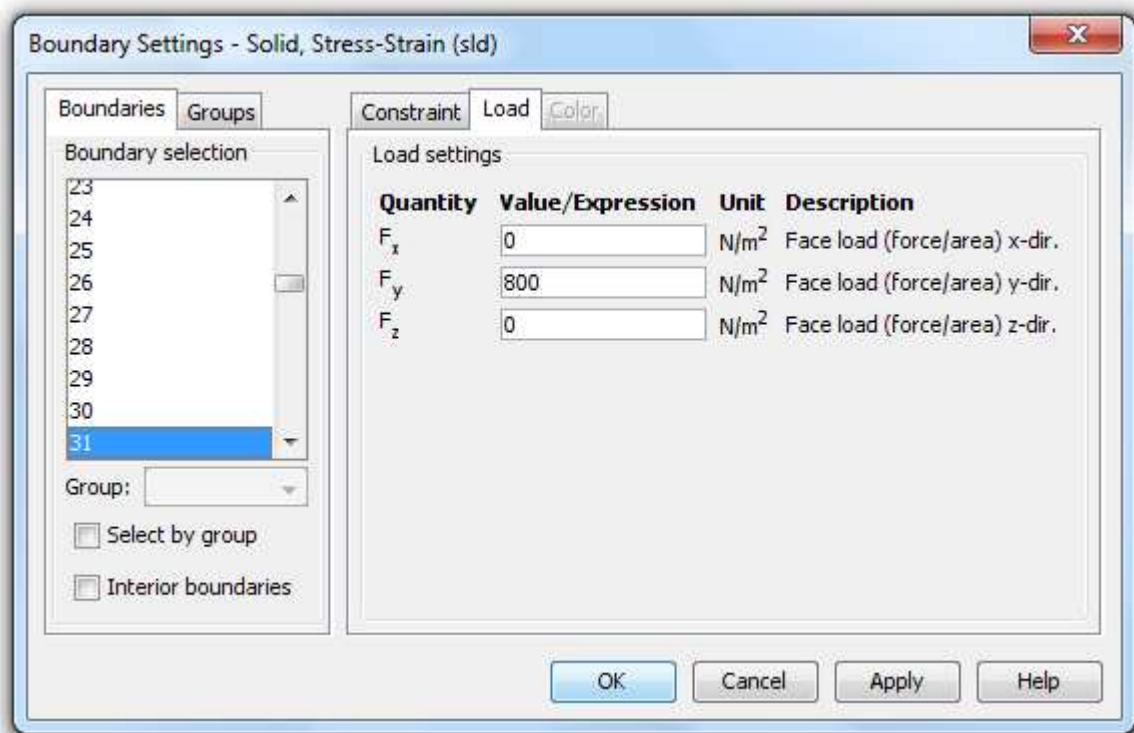 Boundary Settings - Solid, Stress-Strain (sld)
Boundaries Groups
Constraint Load Color
Boundary selection
23
24
25
26
27
28
29
30
31
Group:
Select by group
Interior boundaries
Load settings
Quantity Value/Expression Unit Description
Fx 0 N/m² Face load (force/area) x-dir.
Fy 800 N/m² Face load (force/area) y-dir.
Fz 0 N/m² Face load (force/area) z-dir.
OK Cancel Apply Help